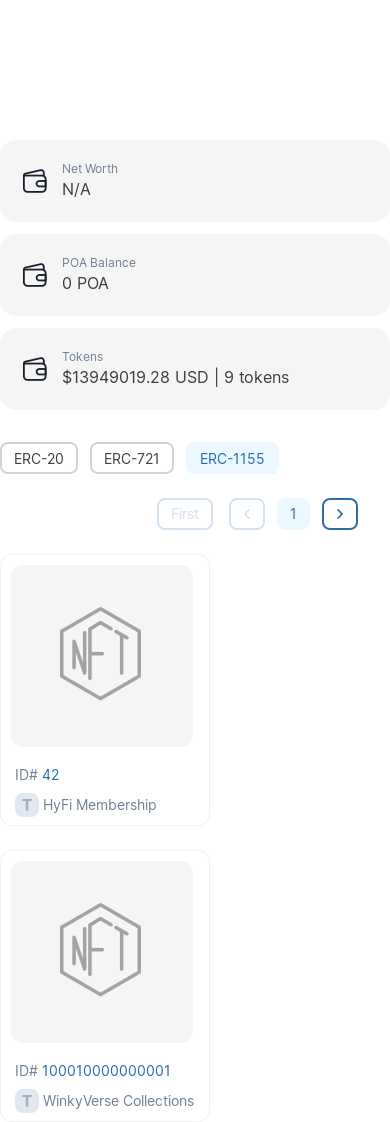 Net Worth
N/A
POA Balance
0 POA
Tokens
$13949019.28 USD | 9 tokens
ERC-20 ERC-721 ERC-1155
First 1
NFT
ID# 42
T HyFi Membership
NFT
ID# 100010000000001
T WinkyVerse Collections